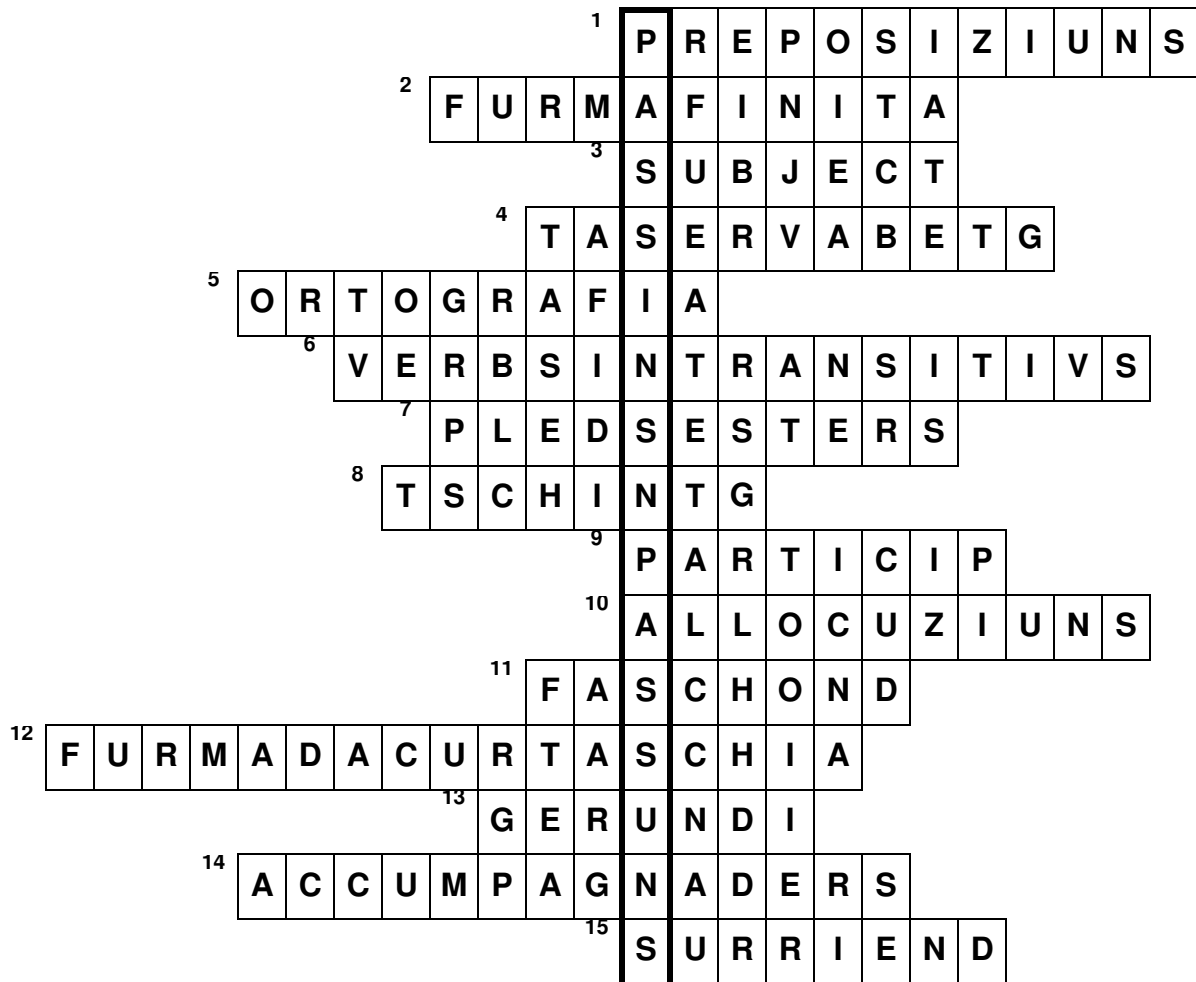 1 PREPOSIZIUNS
2 FURMAFINITA
3 SUBJECT
4 TASERVABETG
5 ORTOGRAFIA
6 VERBSINTRANSITIVS
7 PLEDSESTERS
8 TSCHINTG
9 PARTICIP
10 ALLOCUZIUNS
11 FASCHOND
12 FURMADACURTASCHIA
13 GERUNDI
14 ACCUMPAGNADERS
15 SURRIEND